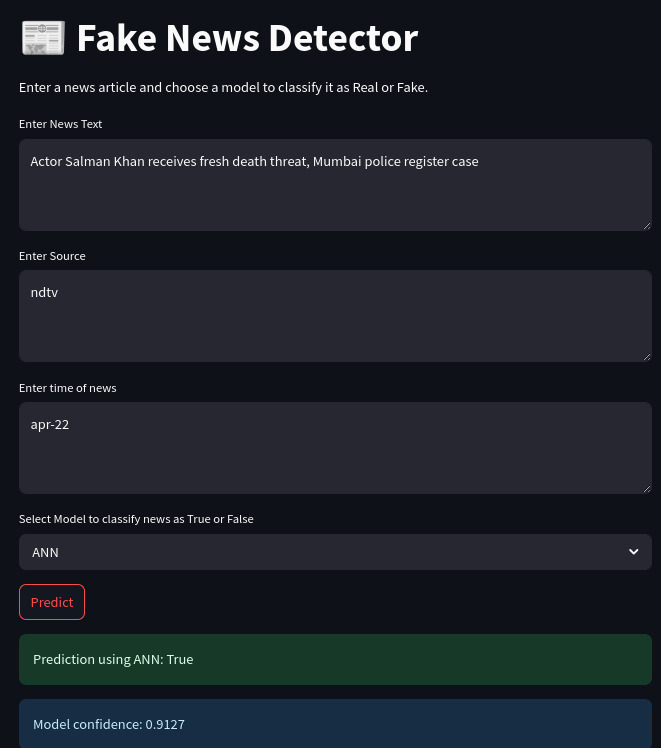 Fake News Detector
Enter a news article and choose a model to classify it as Real or Fake.
Enter News Text
Actor Salman Khan receives fresh death threat, Mumbai police register case
Enter Source
ndtv
Enter time of news
apr-22
Select Model to classify news as True or False
ANN
Predict
Prediction using ANN: True
Model confidence: 0.9127